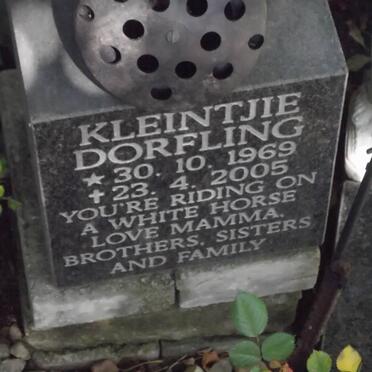 KLEINTJIE
DORFLING
★ 30. 10. 1969
✝ 23. 4. 2005
YOU'RE RIDING ON
A WHITE HORSE
LOVE MAMMA,
BROTHERS, SISTERS
AND FAMILY